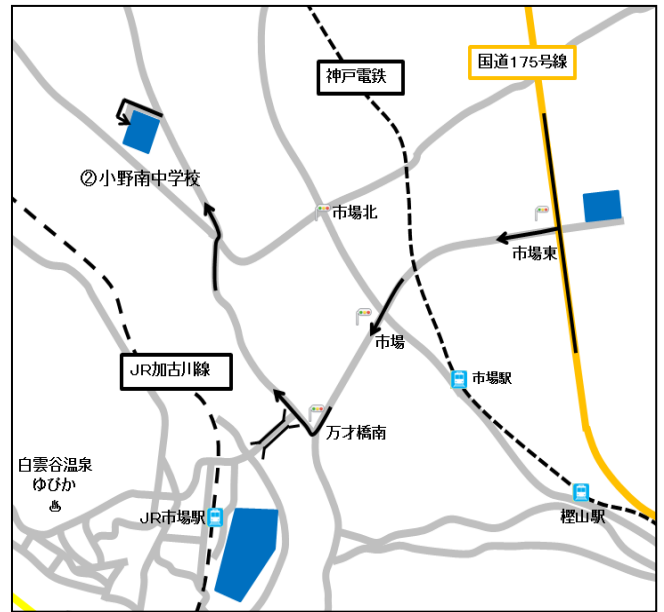 国道175号線
神戸電鉄
②小野南中学校
市場北
市場東
市場
市場駅
JR加古川線
万才橋南
白雲谷温泉
ゆぴか
JR市場駅
樫山駅